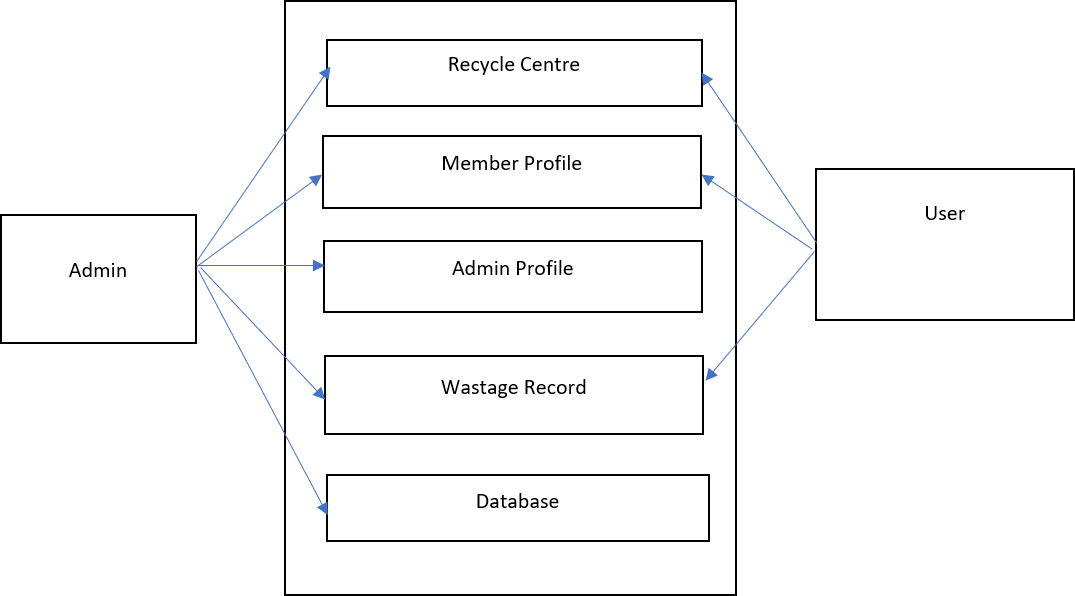 Recycle Centre
Member Profile
User
Admin
Admin Profile
Wastage Record
Database